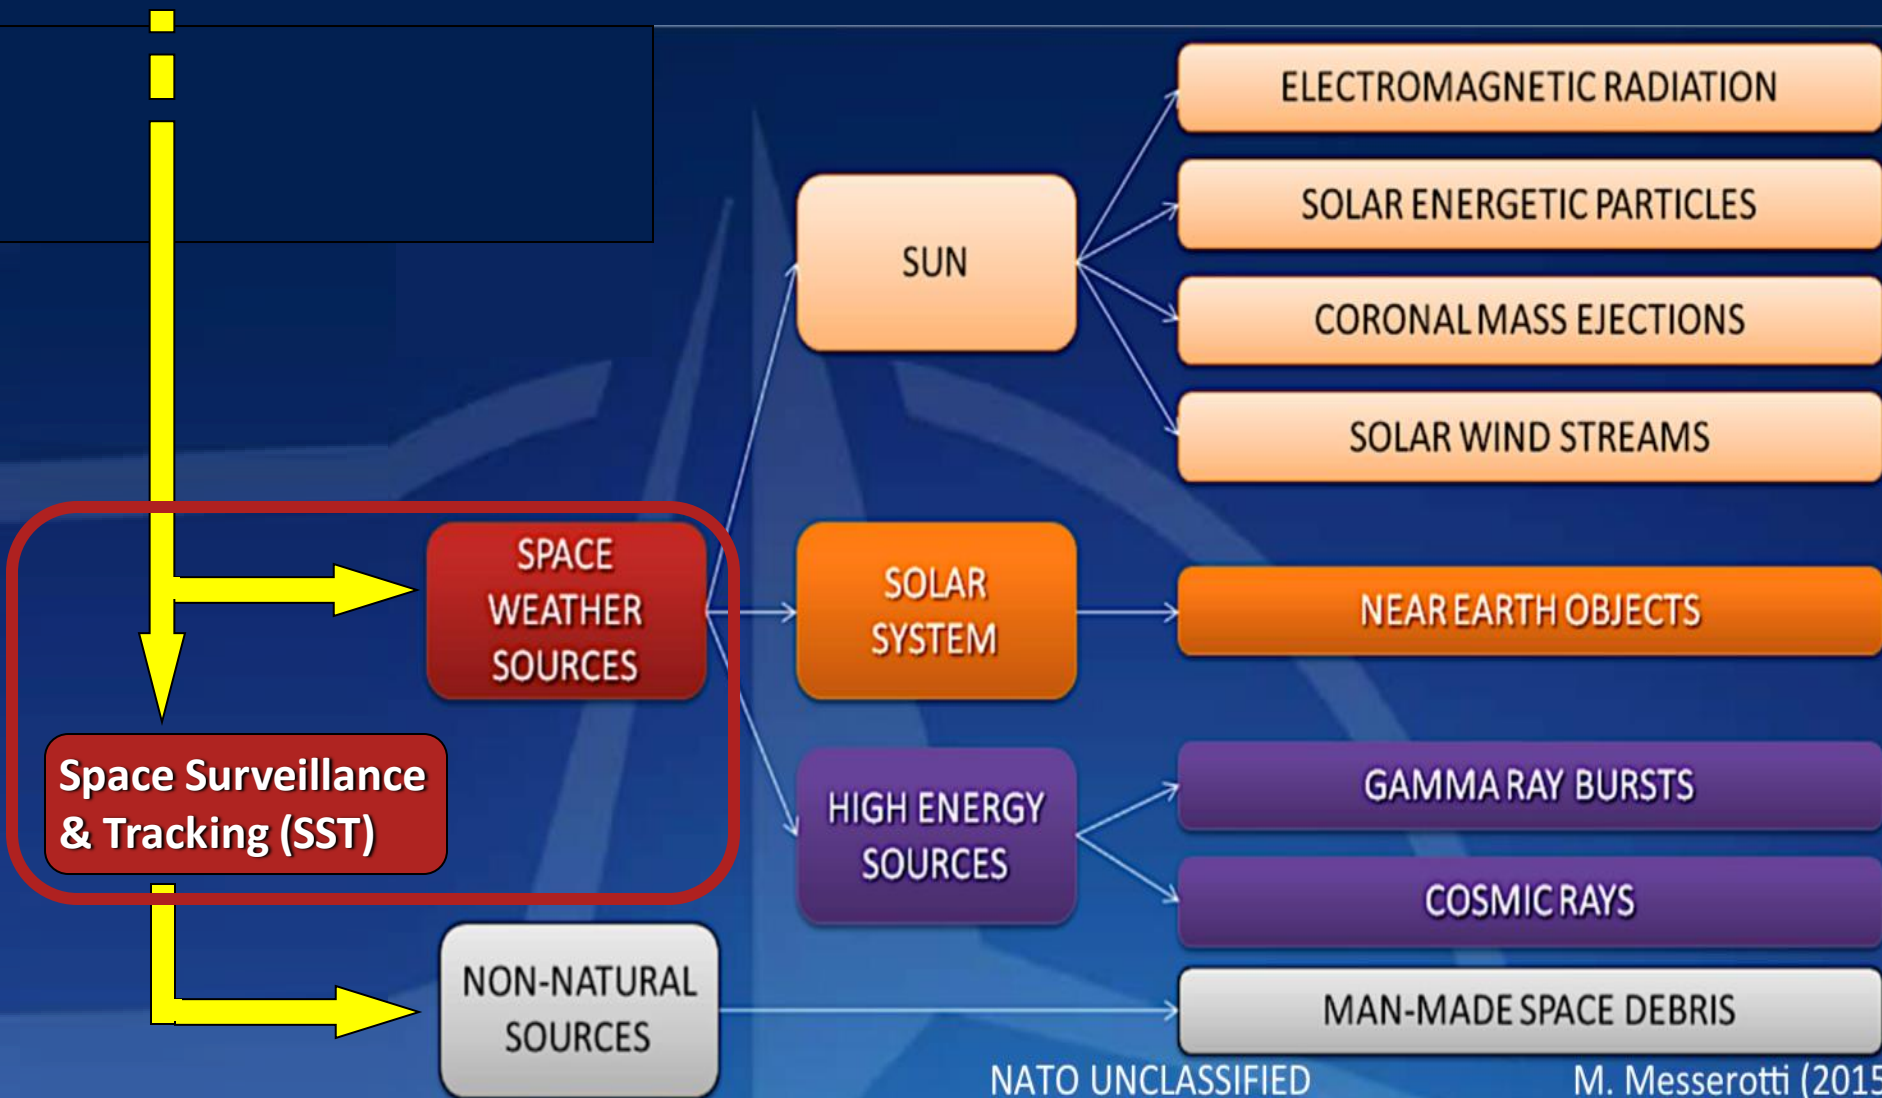 ELECTROMAGNETIC RADIATION
SOLAR ENERGETIC PARTICLES
SUN
CORONAL MASS EJECTIONS
SOLAR WIND STREAMS
SPACE
WEATHER
SOURCES
SOLAR
SYSTEM
NEAR EARTH OBJECTS
Space Surveillance
& Tracking (SST)
HIGH ENERGY
SOURCES
GAMMA RAY BURSTS
COSMIC RAYS
NON-NATURAL
SOURCES
MAN-MADE SPACE DEBRIS
NATO UNCLASSIFIED
M. Messerotti (2015